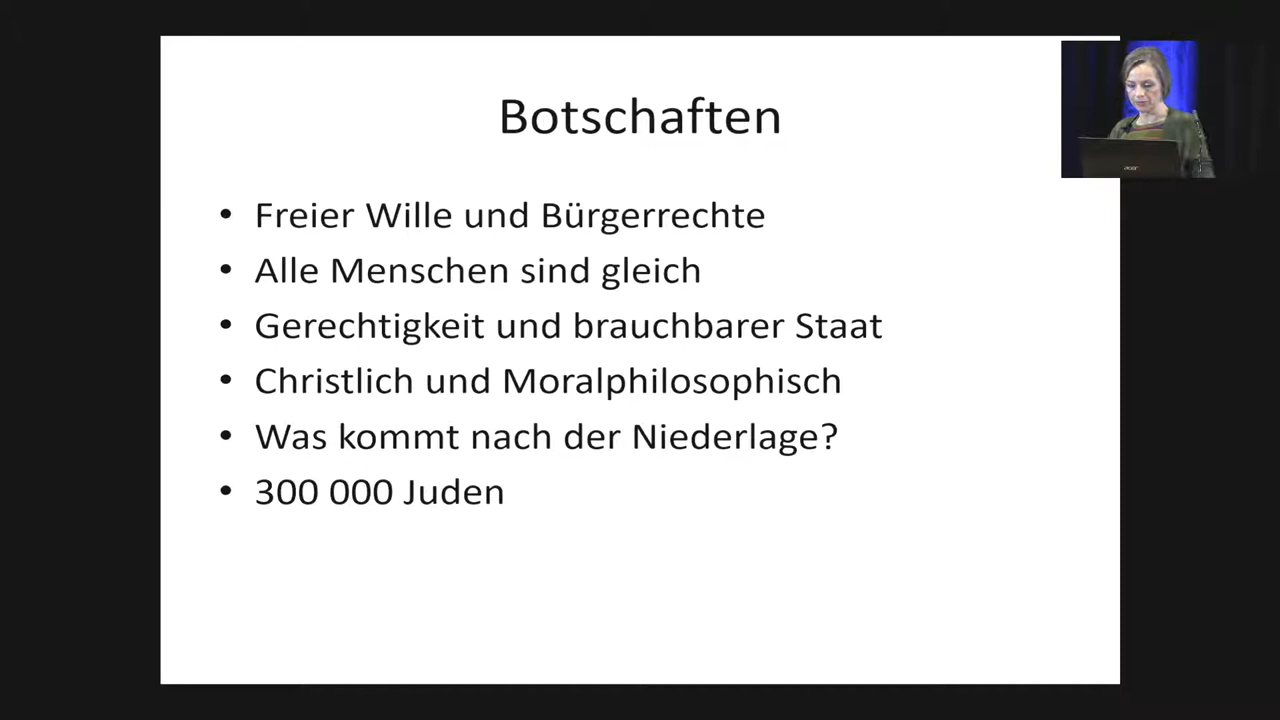 Botschaften
• Freier Wille und Bürgerrechte
• Alle Menschen sind gleich
• Gerechtigkeit und brauchbarer Staat
• Christlich und Moralphilosophisch
• Was kommt nach der Niederlage?
• 300 000 Juden
acer